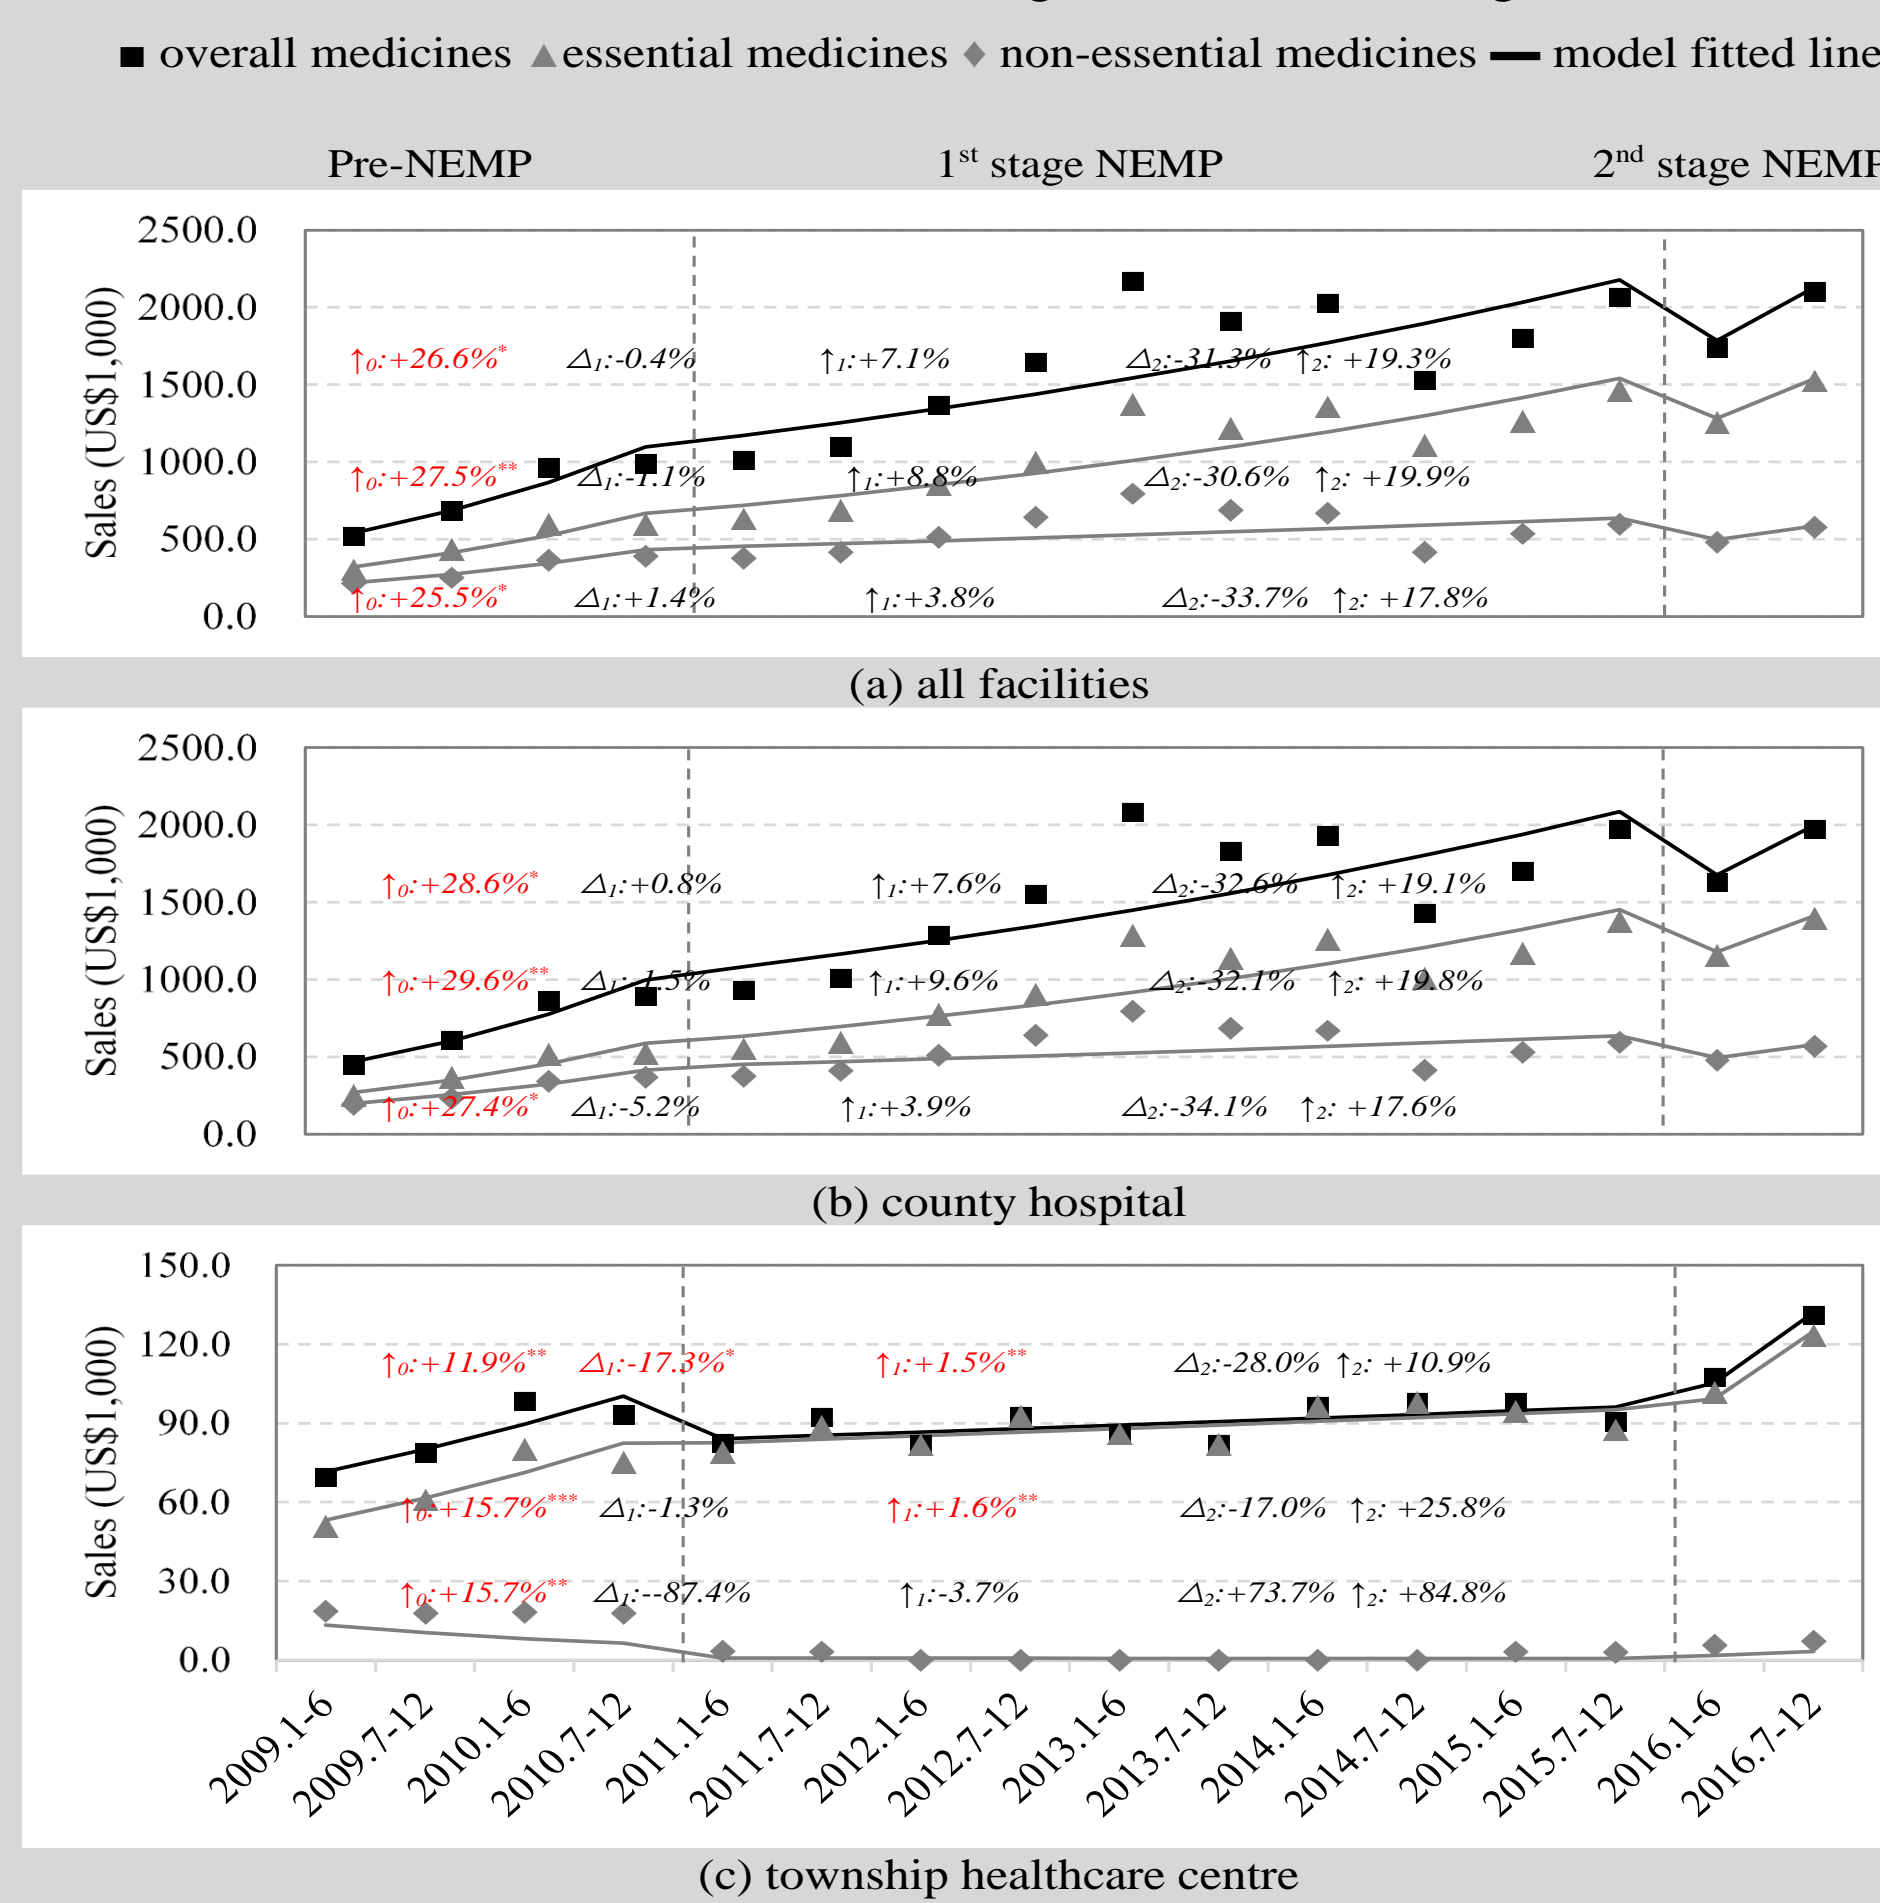 ■ overall medicines ▲ essential medicines ◆ non-essential medicines — model fitted line
Pre-NEMP 1st stage NEMP 2nd stage NEMP
Sales (US$1,000)
2500.0
2000.0
↑0:+26.6%* △1:-0.4% ↑1:+7.1% △2:-31.3% ↑2: +19.3%
1500.0
1000.0
↑0:+27.5%** △1:-1.1% ↑1:+8.8% △2:-30.6% ↑2: +19.9%
500.0
↑0:+25.5%* △1:+1.4% ↑1:+3.8% △2:-33.7% ↑2: +17.8%
0.0
(a) all facilities
Sales (US$1,000)
2500.0
2000.0
↑0:+28.6%* △1:+0.8% ↑1:+7.6% △2:-32.6% ↑2: +19.1%
1500.0
1000.0
↑0:+29.6%** △1:-1.5% ↑1:+9.6% △2:-32.1% ↑2: +19.8%
500.0
↑0:+27.4%* △1:-5.2% ↑1:+3.9% △2:-34.1% ↑2: +17.6%
0.0
(b) county hospital
Sales (US$1,000)
150.0
120.0
↑0:+11.9%** △1:-17.3%* ↑1:+1.5%** △2:-28.0% ↑2: +10.9%
90.0
60.0
↑0:+15.7%*** △1:-1.3% ↑1:+1.6%** △2:-17.0% ↑2: +25.8%
30.0
↑0:+15.7%** △1:--87.4% ↑1:-3.7% △2:+73.7% ↑2: +84.8%
0.0
2009.1-6 2009.7-12 2010.1-6 2010.7-12 2011.1-6 2011.7-12 2012.1-6 2012.7-12 2013.1-6 2013.7-12 2014.1-6 2014.7-12 2015.1-6 2015.7-12 2016.1-6 2016.7-12
(c) township healthcare centre